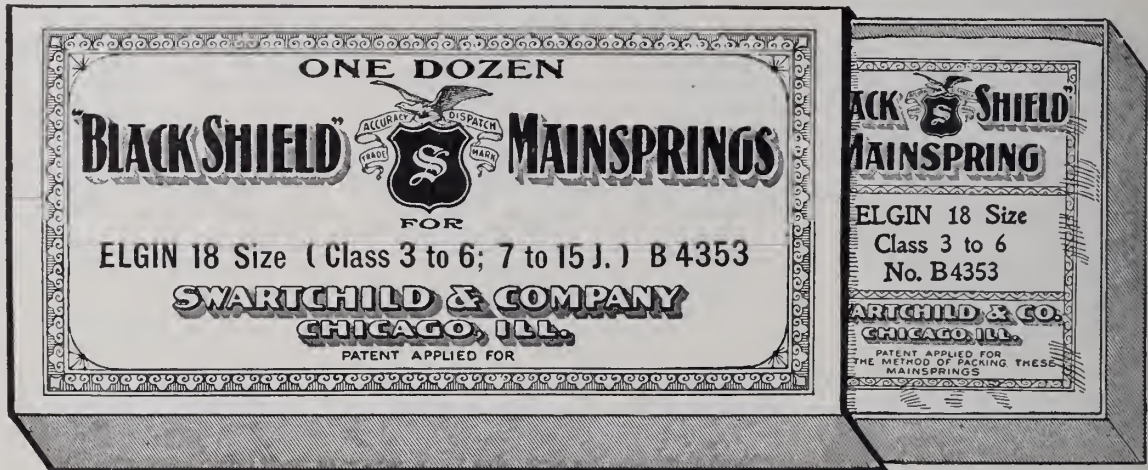 ONE DOZEN
"BLACK SHIELD" MAINSPRINGS
ACCURACY DISPATCH
TRADE MARK
S
FOR
ELGIN 18 Size (Class 3 to 6; 7 to 15 J.) B 4353
SWARTCHILD & COMPANY
CHICAGO, ILL.
PATENT APPLIED FOR
ACK SHIELD"
S
MAINSPRING
ELGIN 18 Size
Class 3 to 6
No. B4353
ARTCHILD & CO.
CHICAGO, ILL.
PATENT APPLIED FOR
THE METHOD OF PACKING THESE
MAINSPRINGS